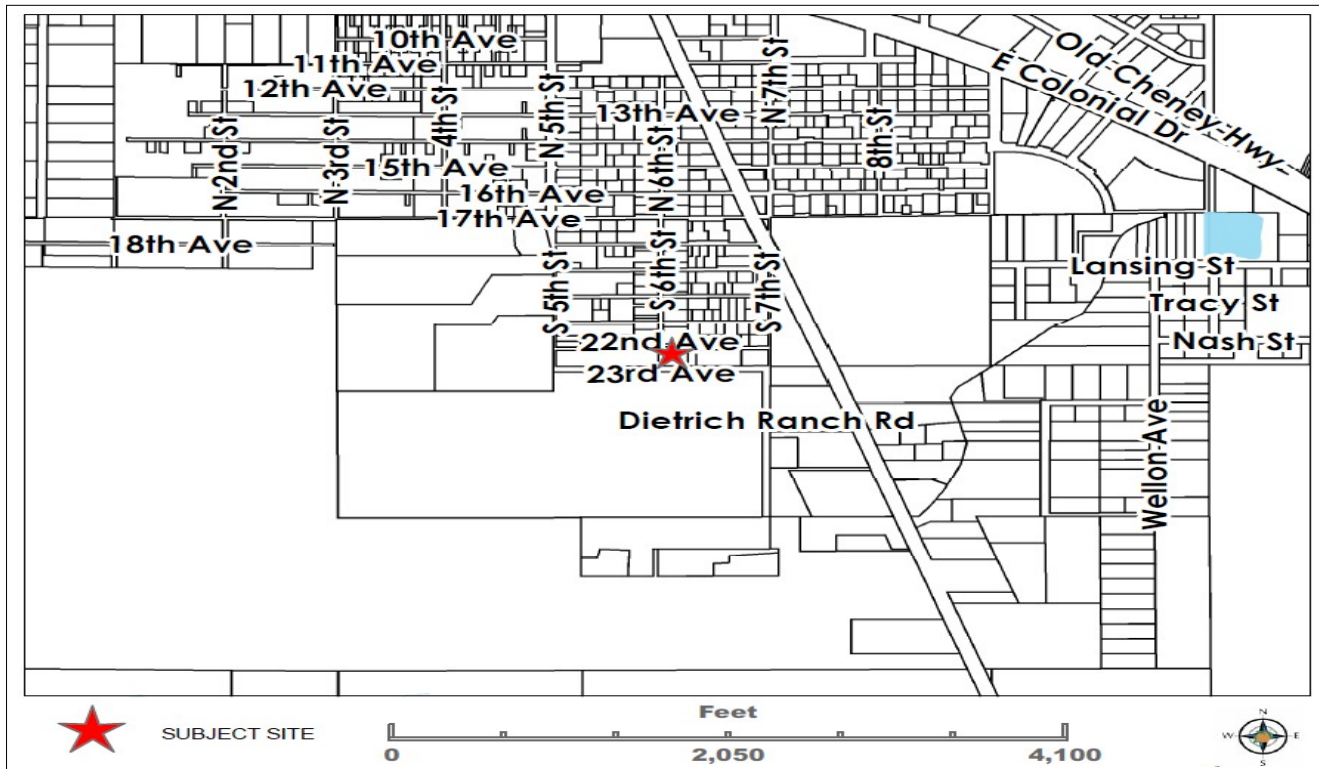 10th Ave
11th Ave
12th Ave
13th Ave
15th Ave
16th Ave
17th Ave
18th Ave
N 2nd St
N 3rd St
4th St
N 5th St
N 6th St
N 7th St
8th St
Old Cheney Hwy
E Colonial Dr
S 5th St
S 6th St
S 7th St
Lansing St
Tracy St
Nash St
22nd Ave
23rd Ave
Dietrich Ranch Rd
Wellon Ave
SUBJECT SITE
Feet
0
2,050
4,100
N
W
E
S